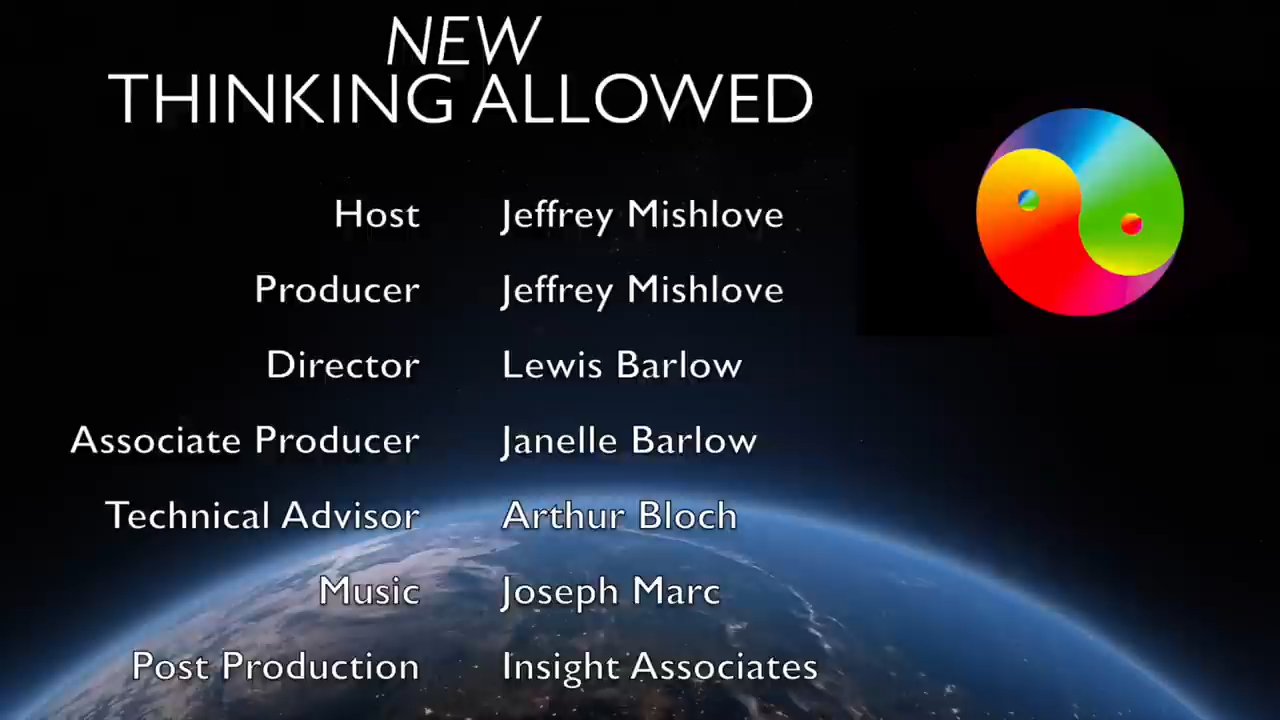 NEW
THINKING ALLOWED
Host Jeffrey Mishlove
Producer Jeffrey Mishlove
Director Lewis Barlow
Associate Producer Janelle Barlow
Technical Advisor Arthur Bloch
Music Joseph Marc
Post Production Insight Associates